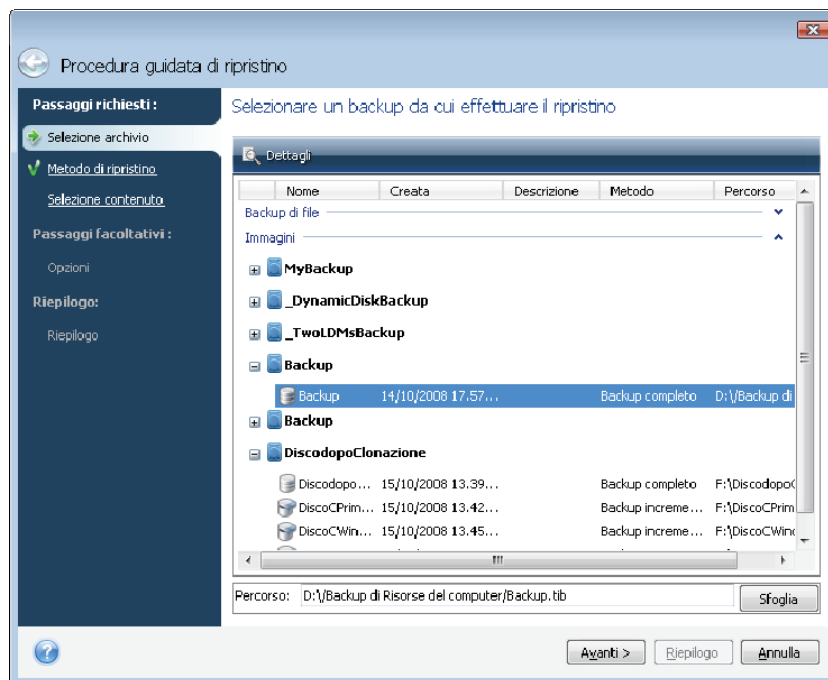 Procedura guidata di ripristino
Passaggi richiesti :
Selezione archivio
Metodo di ripristino
Selezione contenuto
Passaggi facoltativi :
Opzioni
Riepilogo:
Riepilogo
Selezionare un backup da cui effettuare il ripristino
Dettagli
Nome Creata Descrizione Metodo Percorso
Backup di file
Immagini
MyBackup
_DynamicDiskBackup
_TwoLDMsBackup
Backup
Backup 14/10/2008 17.57... Backup completo D:\/Backup di
Backup
DiscodopoClonazione
Discodopo... 15/10/2008 13.39... Backup completo F:\Discodopo
DiscoCPrim... 15/10/2008 13.42... Backup increme... F:\DiscoCPrim
DiscoCWin... 15/10/2008 13.45... Backup increme... F:\DiscoCWin
Percorso: D:\/Backup di Risorse del computer/Backup.tib
Sfoglia
Avanti > Riepilogo Annulla